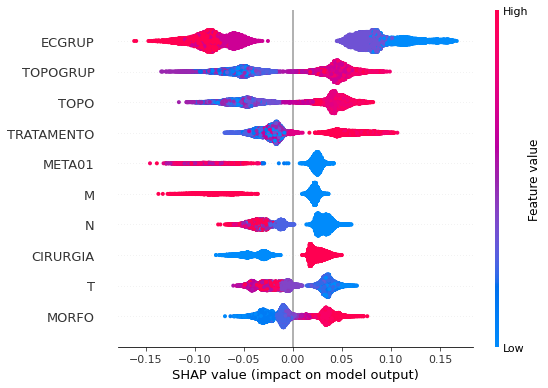 High
ECGRUP
TOPOGRUP
TOPO
TRATAMENTO
META01
M
N
CIRURGIA
T
MORFO
Feature value
Low
−0.15 −0.10 −0.05 0.00 0.05 0.10 0.15
SHAP value (impact on model output)